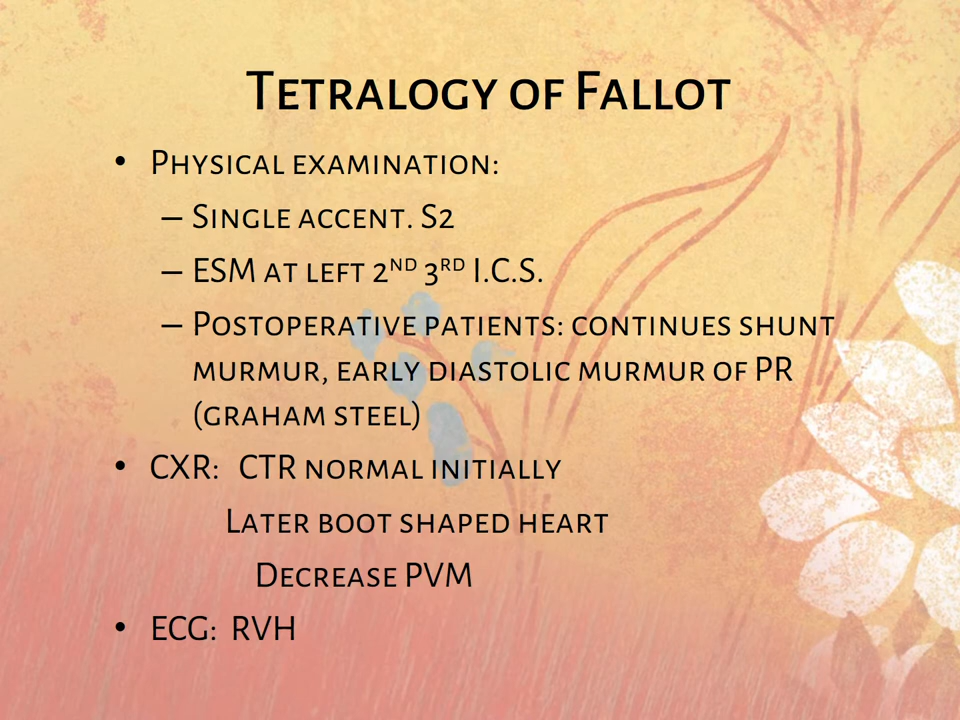 Tetralogy of Fallot
• Physical examination:
– Single accent. S2
– ESM at left 2nd 3rd I.C.S.
– Postoperative patients: continues shunt
murmur, early diastolic murmur of PR
(graham steel)
• CXR: CTR normal initially
Later boot shaped heart
Decrease PVM
• ECG: RVH